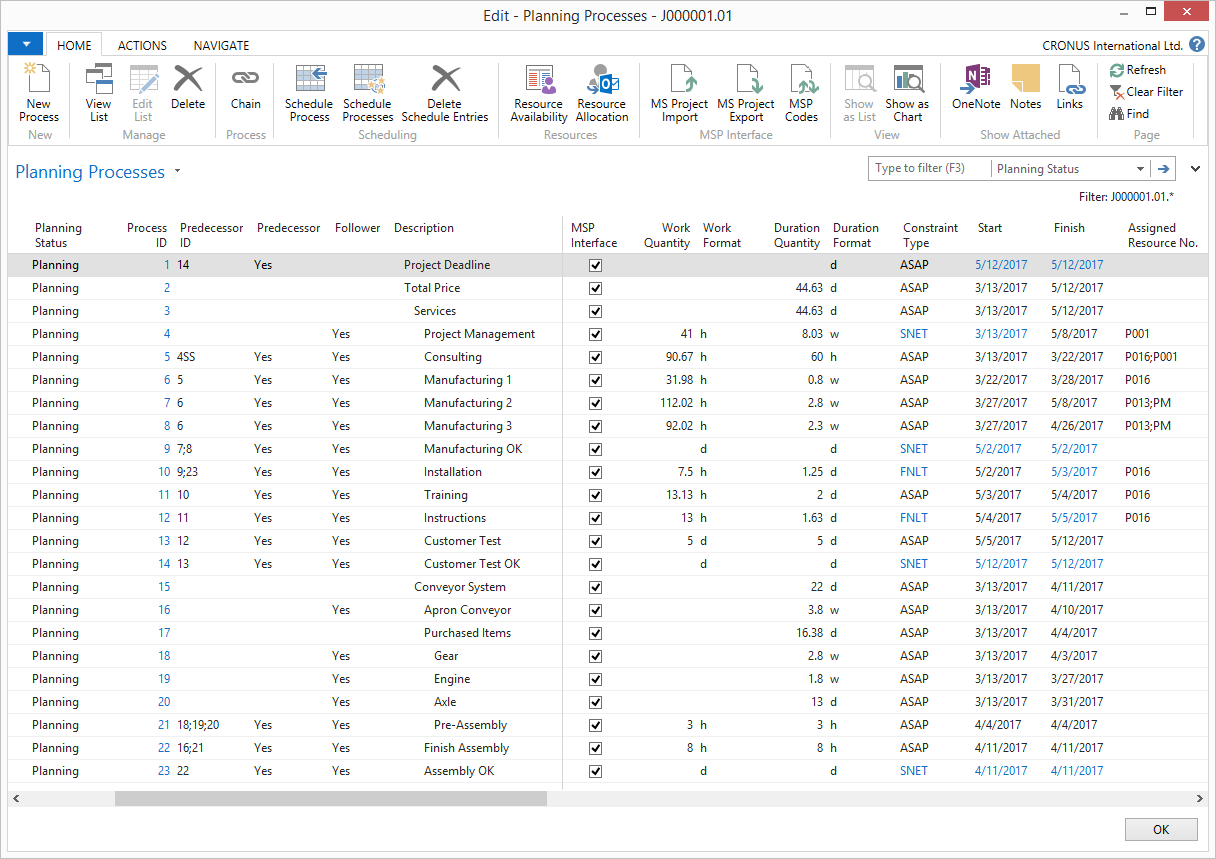 Edit - Planning Processes - J000001.01
HOME ACTIONS NAVIGATE CRONUS International Ltd. ?
New Process
View List
Edit List
Delete
Chain
Schedule Process
Schedule Processes
Delete Schedule Entries
Resource Availability
Resource Allocation
MS Project Import
MS Project Export
MSP Codes
Show as List
Show as Chart
OneNote
Notes
Links
Refresh
Clear Filter
Find
New Manage Process Scheduling Resources MSP Interface View Show Attached Page
Planning Processes Type to filter (F3) Planning Status
Filter: J000001.01.*
Planning Status Process ID Predecessor ID Predecessor Follower Description MSP Interface Work Quantity Work Format Duration Quantity Duration Format Constraint Type Start Finish Assigned Resource No.
Planning 1 14 Yes Project Deadline d ASAP 5/12/2017 5/12/2017
Planning 2 Total Price 44.63 d ASAP 3/13/2017 5/12/2017
Planning 3 Services 44.63 d ASAP 3/13/2017 5/12/2017
Planning 4 Yes Project Management 41 h 8.03 w SNET 3/13/2017 5/8/2017 P001
Planning 5 4SS Yes Yes Consulting 90.67 h 60 h ASAP 3/13/2017 3/22/2017 P016;P001
Planning 6 5 Yes Yes Manufacturing 1 31.98 h 0.8 w ASAP 3/22/2017 3/28/2017 P016
Planning 7 6 Yes Yes Manufacturing 2 112.02 h 2.8 w ASAP 3/27/2017 5/8/2017 P013;PM
Planning 8 6 Yes Yes Manufacturing 3 92.02 h 2.3 w ASAP 3/27/2017 4/26/2017 P013;PM
Planning 9 7;8 Yes Yes Manufacturing OK d d SNET 5/2/2017 5/2/2017
Planning 10 9;23 Yes Yes Installation 7.5 h 1.25 d FNLT 5/2/2017 5/3/2017 P016
Planning 11 10 Yes Yes Training 13.13 h 2 d ASAP 5/3/2017 5/4/2017 P016
Planning 12 11 Yes Yes Instructions 13 h 1.63 d FNLT 5/4/2017 5/5/2017 P016
Planning 13 12 Yes Yes Customer Test 5 d 5 d ASAP 5/5/2017 5/12/2017
Planning 14 13 Yes Yes Customer Test OK d d SNET 5/12/2017 5/12/2017
Planning 15 Conveyor System 22 d ASAP 3/13/2017 4/11/2017
Planning 16 Yes Apron Conveyor 3.8 w ASAP 3/13/2017 4/10/2017
Planning 17 Purchased Items 16.38 d ASAP 3/13/2017 4/4/2017
Planning 18 Yes Gear 2.8 w ASAP 3/13/2017 4/3/2017
Planning 19 Yes Engine 1.8 w ASAP 3/13/2017 3/27/2017
Planning 20 Yes Axle 13 d ASAP 3/13/2017 3/31/2017
Planning 21 18;19;20 Yes Yes Pre-Assembly 3 h 3 h ASAP 4/4/2017 4/4/2017
Planning 22 16;21 Yes Yes Finish Assembly 8 h 8 h ASAP 4/11/2017 4/11/2017
Planning 23 22 Yes Yes Assembly OK d d SNET 4/11/2017 4/11/2017
OK